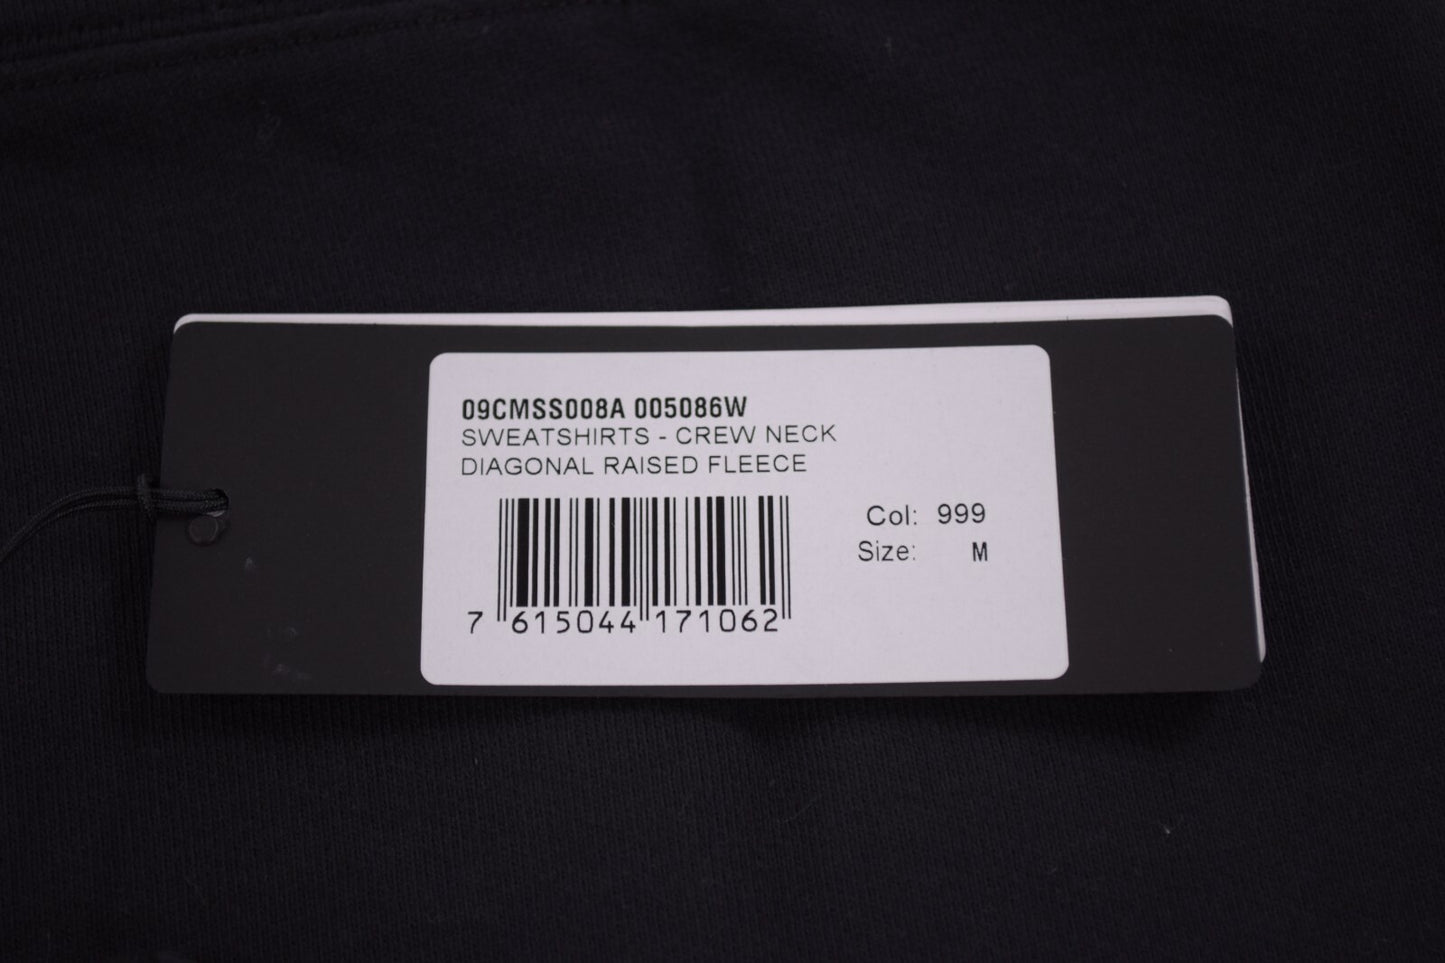 09CMSS008A 005086W
SWEATSHIRTS - CREW NECK
DIAGONAL RAISED FLEECE
Col: 999
Size: M
7 615044 171062